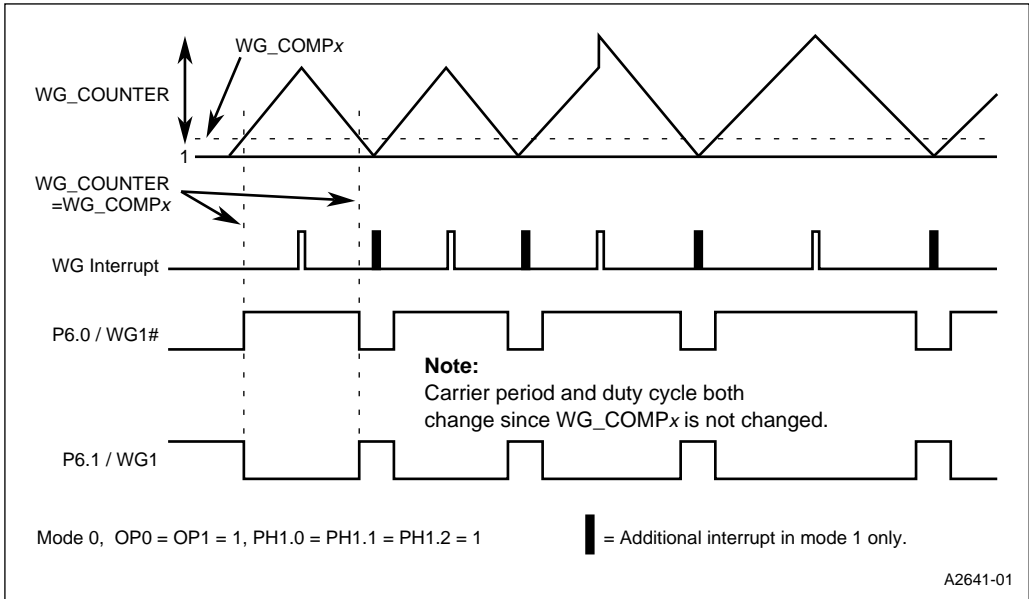 WG_COMPx
WG_COUNTER
1
WG_COUNTER
=WG_COMPx
WG Interrupt
P6.0 / WG1#
Note:
Carrier period and duty cycle both
change since WG_COMPx is not changed.
P6.1 / WG1
Mode 0, OP0 = OP1 = 1, PH1.0 = PH1.1 = PH1.2 = 1
= Additional interrupt in mode 1 only.
A2641-01